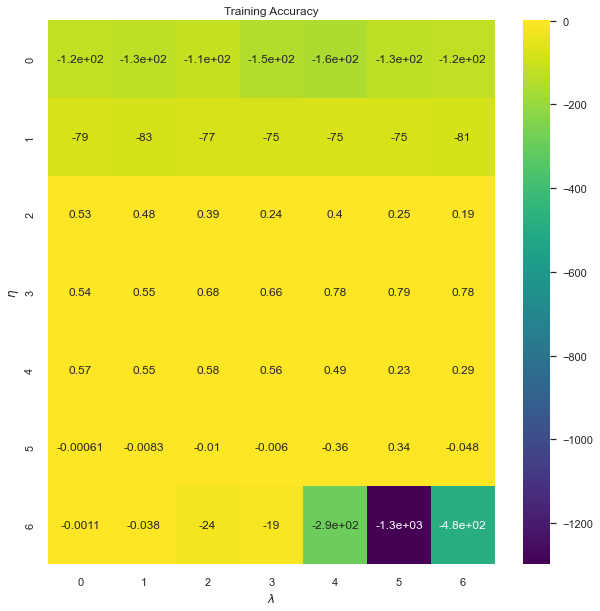 Training Accuracy
0 -1.2e+02 -1.3e+02 -1.1e+02 -1.5e+02 -1.6e+02 -1.3e+02 -1.2e+02
1 -79 -83 -77 -75 -75 -75 -81
2 0.53 0.48 0.39 0.24 0.4 0.25 0.19
η
3 0.54 0.55 0.68 0.66 0.78 0.79 0.78
4 0.57 0.55 0.58 0.56 0.49 0.23 0.29
5 -0.00061 -0.0083 -0.01 -0.006 -0.36 0.34 -0.048
6 -0.0011 -0.038 -24 -19 -2.9e+02 -1.3e+03 -4.8e+02
0 1 2 3 4 5 6
λ
0
−200
−400
−600
−800
−1000
−1200